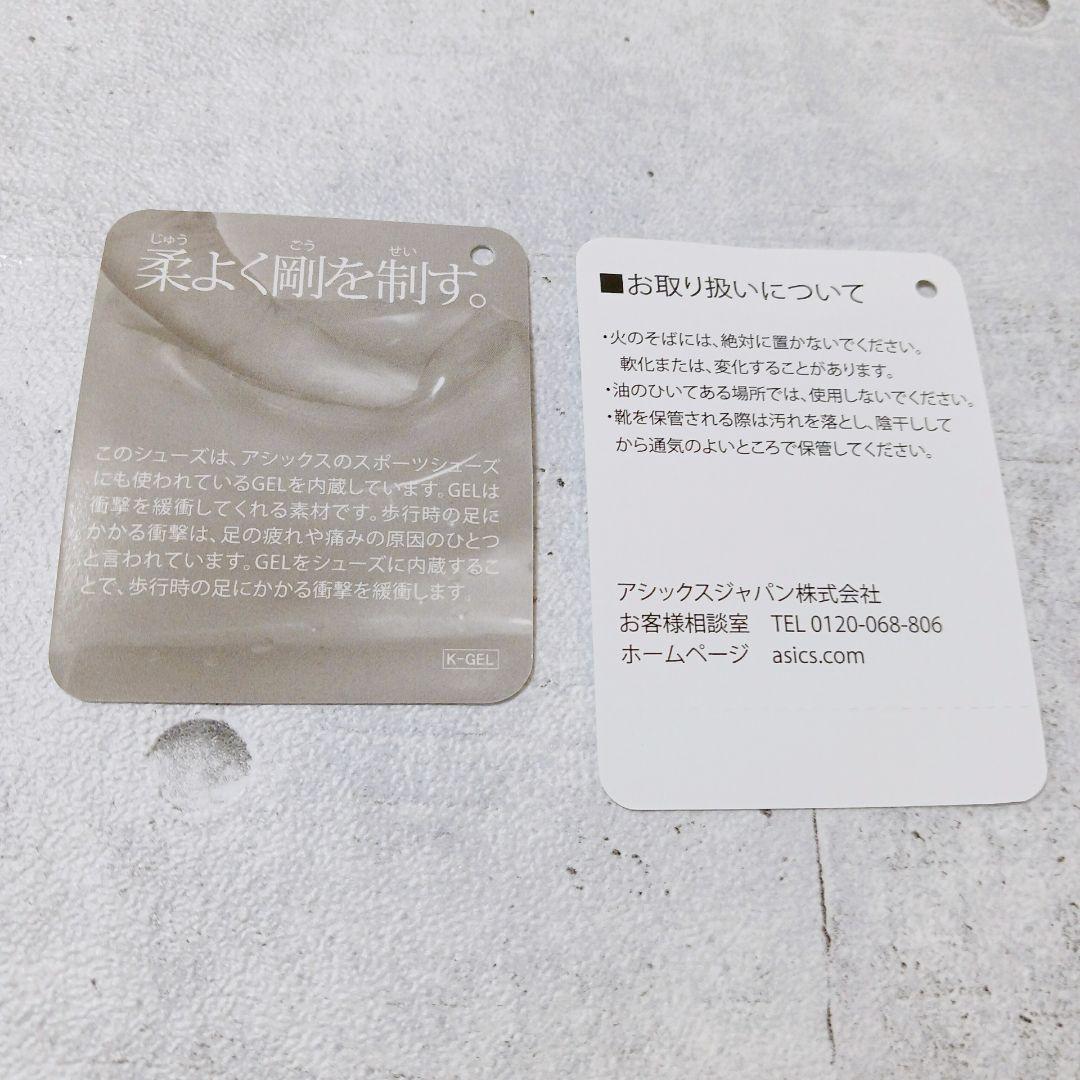 じゅう ごう せい
柔よく剛を制す。
このシューズは、アシックスのスポーツシューズ
にも使われているGELを内蔵しています。GELは
衝撃を緩衝してくれる素材です。歩行時の足に
かかる衝撃は、足の疲れや痛みの原因のひとつ
と言われています。GELをシューズに内蔵するこ
とで、歩行時の足にかかる衝撃を緩衝します。
K-GEL
■お取り扱いについて
・火のそばには、絶対に置かないでください。
軟化または、変化することがあります。
・油のひいてある場所では、使用しないでください。
・靴を保管される際は汚れを落とし、陰干しして
から通気のよいところで保管してください。
アシックスジャパン株式会社
お客様相談室 TEL 0120-068-806
ホームページ asics.com